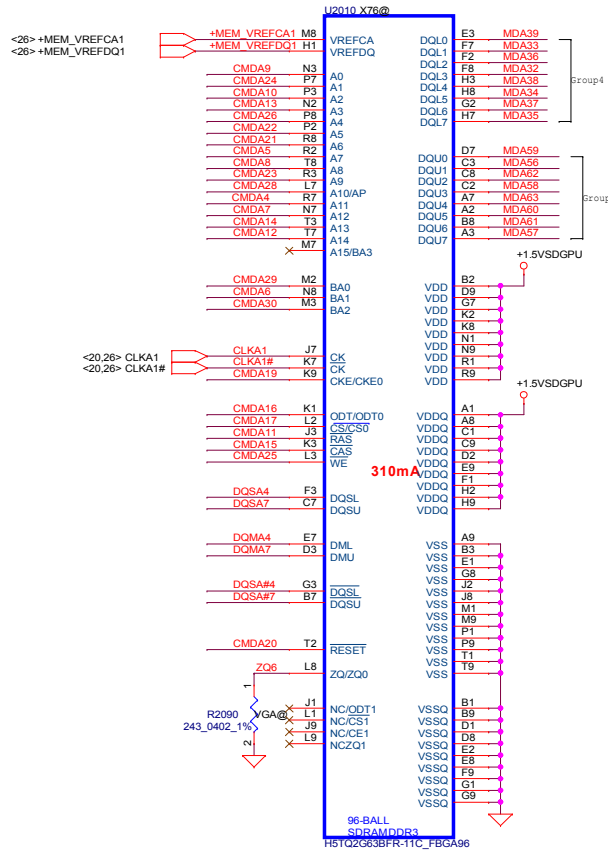 U2010 X76@
<26> +MEM_VREFCA1 +MEM_VREFCA1 M8 VREFCA DQL0 E3 MDA39
<26> +MEM_VREFDQ1 +MEM_VREFDQ1 H1 VREFDQ DQL1 F7 MDA33
DQL2 F2 MDA36
CMDA9 N3 A0 DQL3 F8 MDA32
CMDA24 P7 A1 DQL4 H3 MDA38 Group4
CMDA10 P3 A2 DQL5 H8 MDA34
CMDA13 N2 A3 DQL6 G2 MDA37
CMDA26 P8 A4 DQL7 H7 MDA35
CMDA22 P2 A5
CMDA21 R8 A6
CMDA5 R2 A7 DQU0 D7 MDA59
CMDA8 T8 A8 DQU1 C3 MDA56
CMDA23 R3 A9 DQU2 C8 MDA62
CMDA28 L7 A10/AP DQU3 C2 MDA58
CMDA4 R7 A11 DQU4 A7 MDA63 Group
CMDA7 N7 A12 DQU5 A2 MDA60
CMDA14 T3 A13 DQU6 B8 MDA61
CMDA12 T7 A14 DQU7 A3 MDA57
M7 A15/BA3
+1.5VSDGPU
CMDA29 M2 BA0 VDD B2
CMDA6 N8 BA1 VDD D9
CMDA30 M3 BA2 VDD G7
VDD K2
VDD K8
VDD N1
<20,26> CLKA1 CLKA1 J7 CK VDD N9
<20,26> CLKA1# CLKA1# K7 CK VDD R1
CMDA19 K9 CKE/CKE0 VDD R9
+1.5VSDGPU
CMDA16 K1 ODT/ODT0 VDDQ A1
CMDA17 L2 CS/CS0 VDDQ A8
CMDA11 J3 RAS VDDQ C1
CMDA15 K3 CAS VDDQ C9
CMDA25 L3 WE VDDQ D2
310mA VDDQ E9
VDDQ F1
DQSA4 F3 DQSL VDDQ H2
DQSA7 C7 DQSU VDDQ H9
DQMA4 E7 DML VSS A9
DQMA7 D3 DMU VSS B3
VSS E1
VSS G8
DQSA#4 G3 DQSL VSS J2
DQSA#7 B7 DQSU VSS J8
VSS M1
VSS M9
VSS P1
CMDA20 T2 RESET VSS P9
VSS T1
ZQ6 L8 ZQ/ZQ0 VSS T9
1
R2090 VGA@
243_0402_1%
2
J1 NC/ODT1 VSSQ B1
L1 NC/CS1 VSSQ B9
J9 NC/CE1 VSSQ D1
L9 NCZQ1 VSSQ D8
VSSQ E2
VSSQ E8
VSSQ F9
VSSQ G1
VSSQ G9
96-BALL
SDRAMDDR3
H5TQ2G63BFR-11C_FBGA96